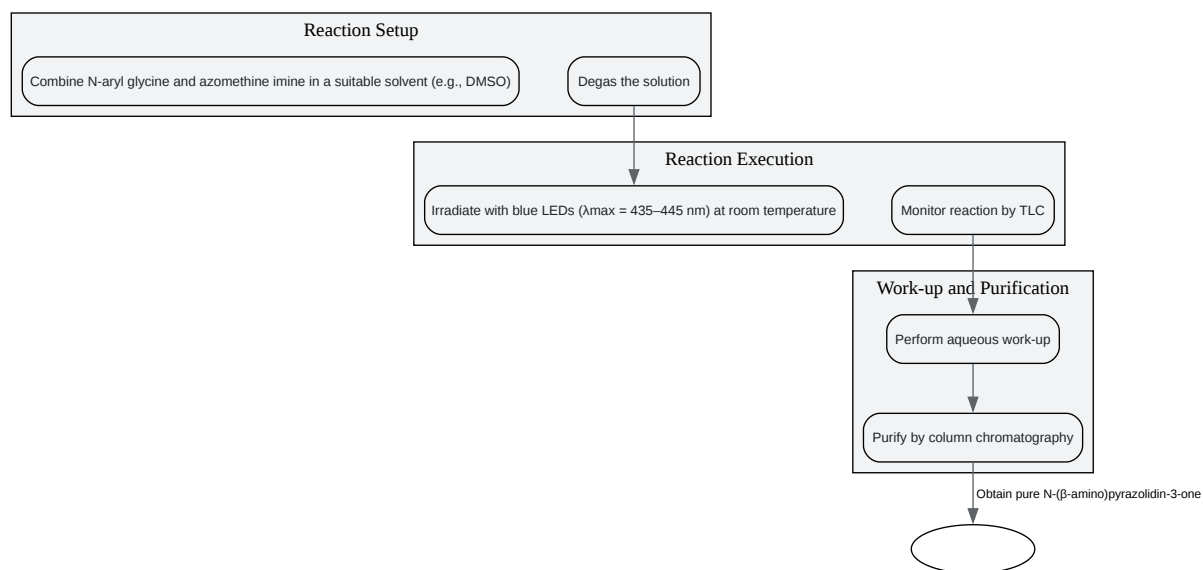 Reaction Setup
Combine N-aryl glycine and azomethine imine in a suitable solvent (e.g., DMSO)
Degas the solution
Reaction Execution
Irradiate with blue LEDs (λmax = 435–445 nm) at room temperature
Monitor reaction by TLC
Work-up and Purification
Perform aqueous work-up
Purify by column chromatography
Obtain pure N-(β-amino)pyrazolidin-3-one